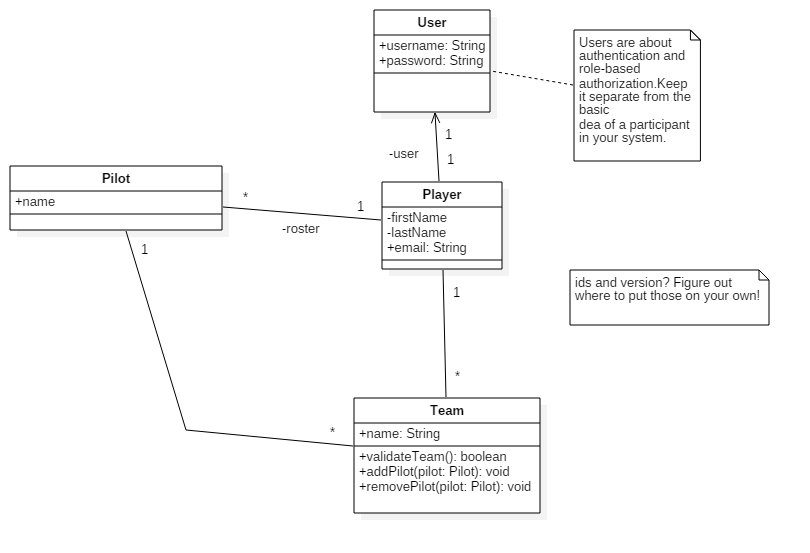 User
+username: String
+password: String
Users are about
authentication and
role-based
authorization.Keep
it separate from the
basic
dea of a participant
in your system.
1
-user
1
Pilot
+name
*
1
-roster
Player
-firstName
-lastName
+email: String
1
1
ids and version? Figure out
where to put those on your own!
*
*
Team
+name: String
+validateTeam(): boolean
+addPilot(pilot: Pilot): void
+removePilot(pilot: Pilot): void